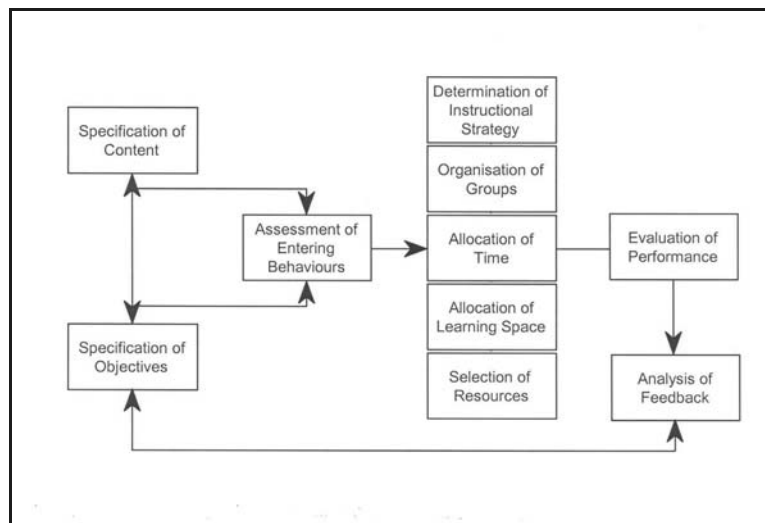 Specification of
Content
Specification of
Objectives
Assessment of
Entering
Behaviours
Determination of
Instructional
Strategy
Organisation of
Groups
Allocation of
Time
Allocation of
Learning Space
Selection of
Resources
Evaluation of
Performance
Analysis of
Feedback